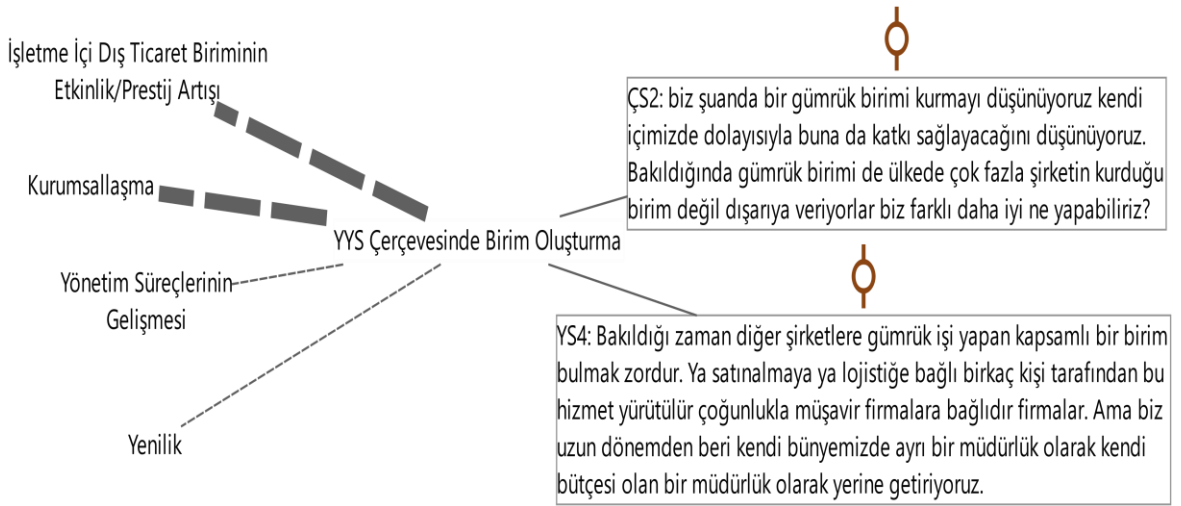 İşletme İçi Dış Ticaret Biriminin
Etkinlik/Prestij Artışı
Kurumsallaşma
Yönetim Süreçlerinin
Gelişmesi
Yenilik
YYS Çerçevesinde Birim Oluşturma
ÇS2: biz şuanda bir gümrük birimi kurmayı düşünüyoruz kendi
içimizde dolayısıyla buna da katkı sağlayacağını düşünüyoruz.
Bakıldığında gümrük birimi de ülkede çok fazla şirketin kurduğu
birim değil dışarıya veriyorlar biz farklı daha iyi ne yapabiliriz?
YS4: Bakıldığı zaman diğer şirketlere gümrük işi yapan kapsamlı bir birim
bulmak zordur. Ya satınalmaya ya lojistiğe bağlı birkaç kişi tarafından bu
hizmet yürütülür çoğunlukla müşavir firmalara bağlıdır firmalar. Ama biz
uzun dönemden beri kendi bünyemizde ayrı bir müdürlük olarak kendi
bütçesi olan bir müdürlük olarak yerine getiriyoruz.